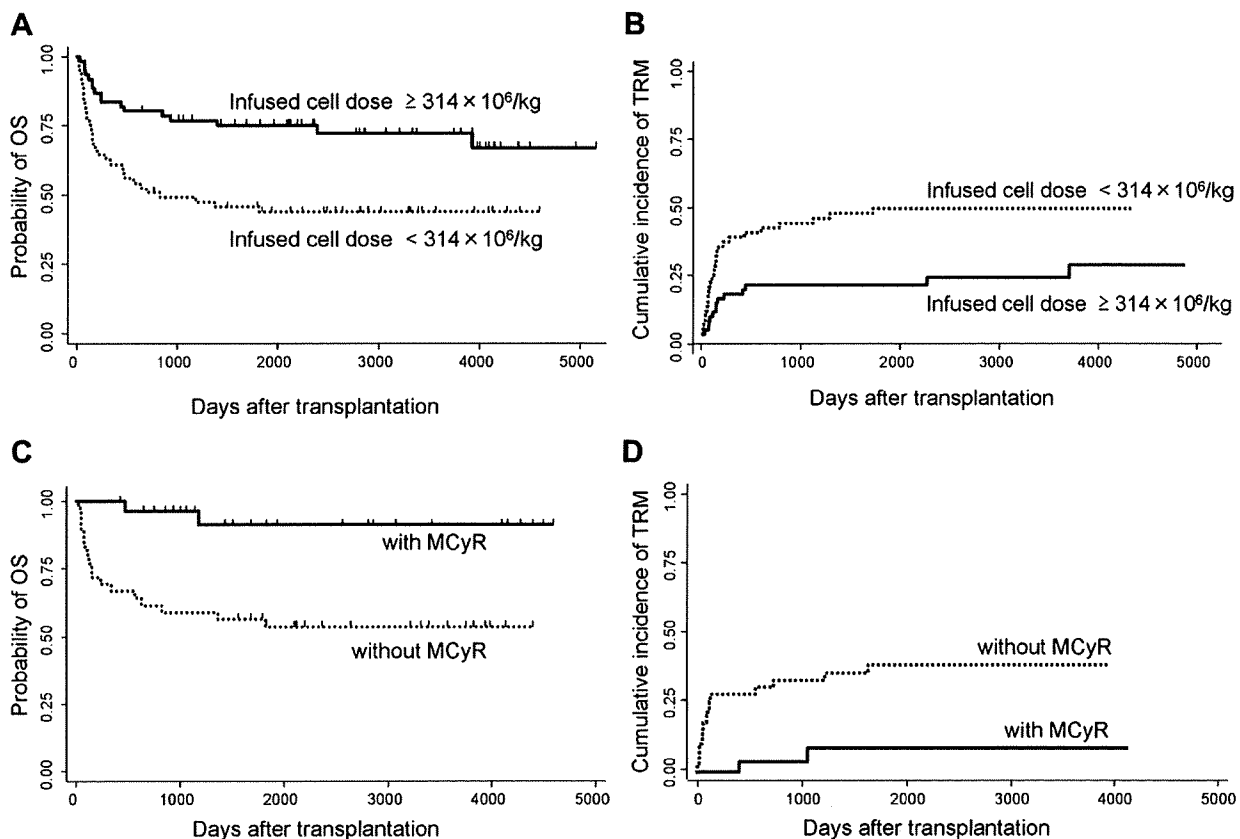 A
Probability of OS
1.00
0.75
0.50
0.25
0.00
Infused cell dose ≥ 314×10⁶/kg
Infused cell dose < 314×10⁶/kg
0 1000 2000 3000 4000 5000
Days after transplantation
B
Cumulative incidence of TRM
1.00
0.75
0.50
0.25
0.00
Infused cell dose < 314×10⁶/kg
Infused cell dose ≥ 314×10⁶/kg
0 1000 2000 3000 4000 5000
Days after transplantation
C
Probability of OS
1.00
0.75
0.50
0.25
0.00
with MCyR
without MCyR
0 1000 2000 3000 4000 5000
Days after transplantation
D
Cumulative incidence of TRM
1.00
0.75
0.50
0.25
0.00
without MCyR
with MCyR
0 1000 2000 3000 4000 5000
Days after transplantation